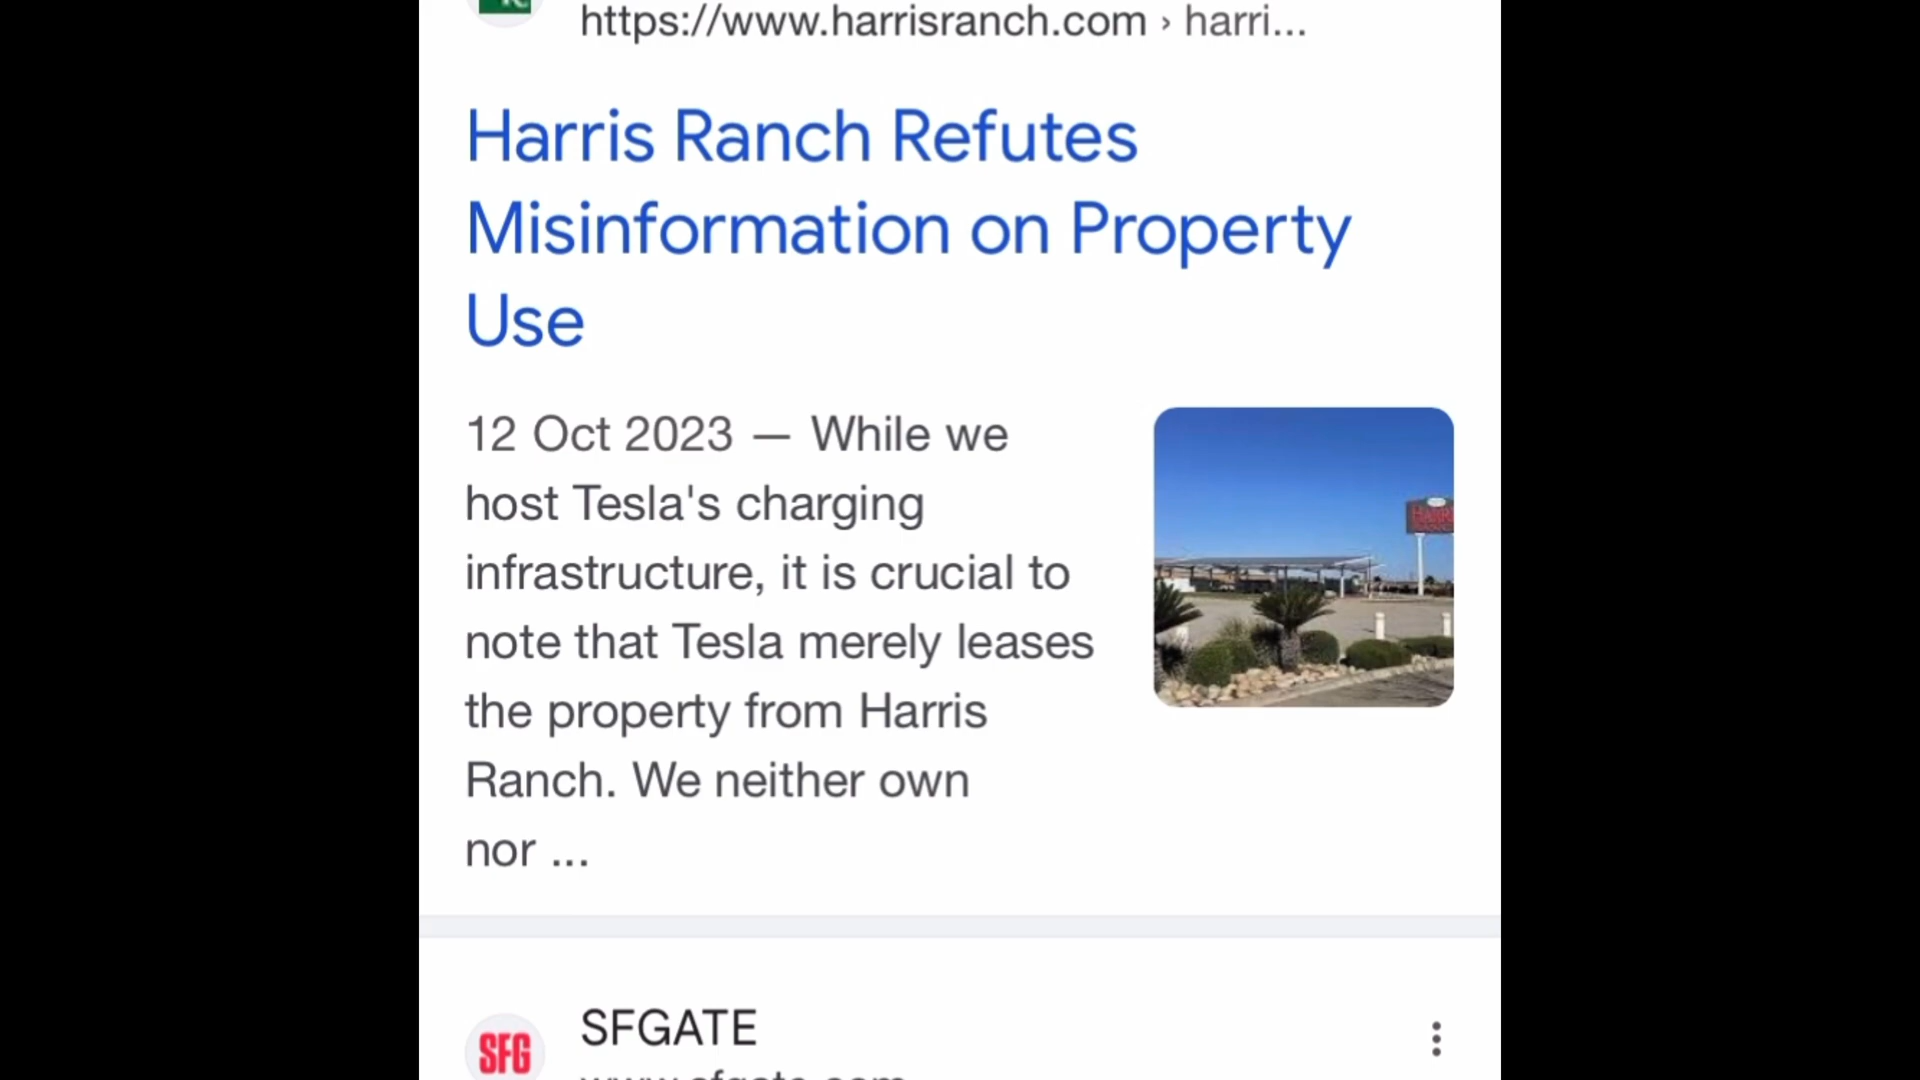 https://www.harrisranch.com › harri...
Harris Ranch Refutes
Misinformation on Property
Use
12 Oct 2023 — While we
host Tesla's charging
infrastructure, it is crucial to
note that Tesla merely leases
the property from Harris
Ranch. We neither own
nor ...
SFGATE
SFG